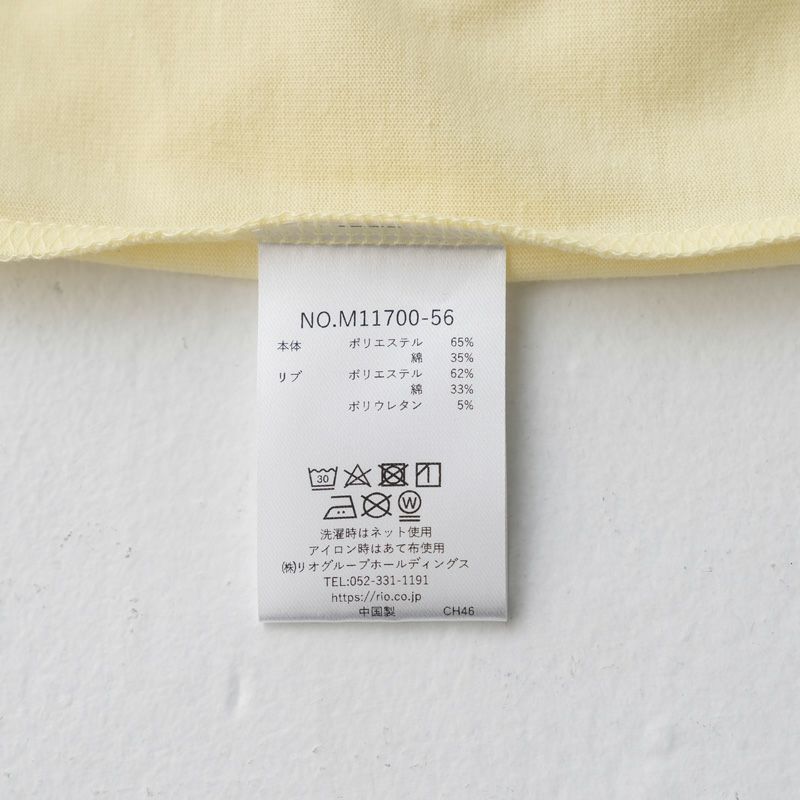 NO.M11700-56
本体 ポリエステル 65%
綿 35%
リブ ポリエステル 62%
綿 33%
ポリウレタン 5%
30
W
洗濯時はネット使用
アイロン時はあて布使用
㈱リオグループホールディングス
TEL:052-331-1191
https://rio.co.jp
中国製 CH46